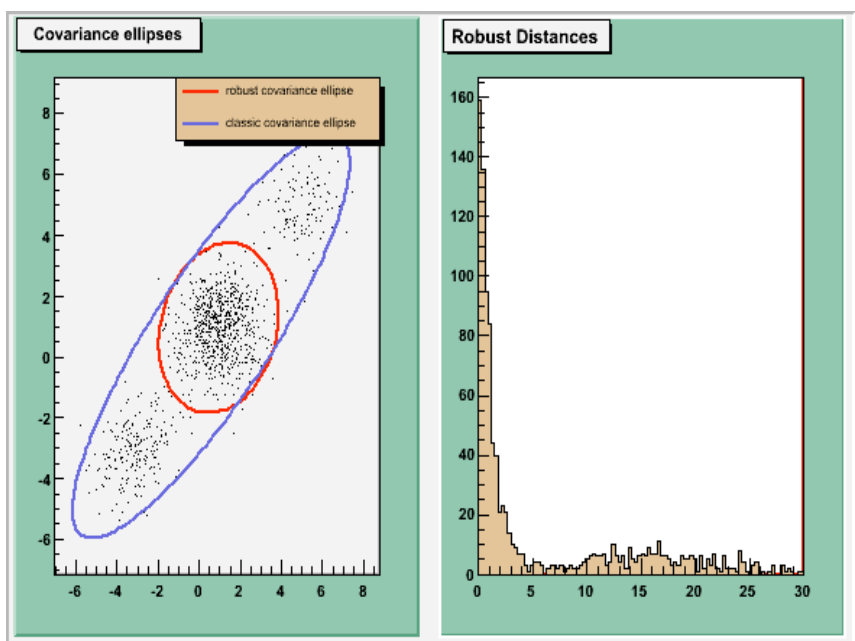 Covariance ellipses
robust covariance ellipse
classic covariance ellipse
8
6
4
2
0
-2
-4
-6
-6 -4 -2 0 2 4 6 8
Robust Distances
160
140
120
100
80
60
40
20
0
0 5 10 15 20 25 30